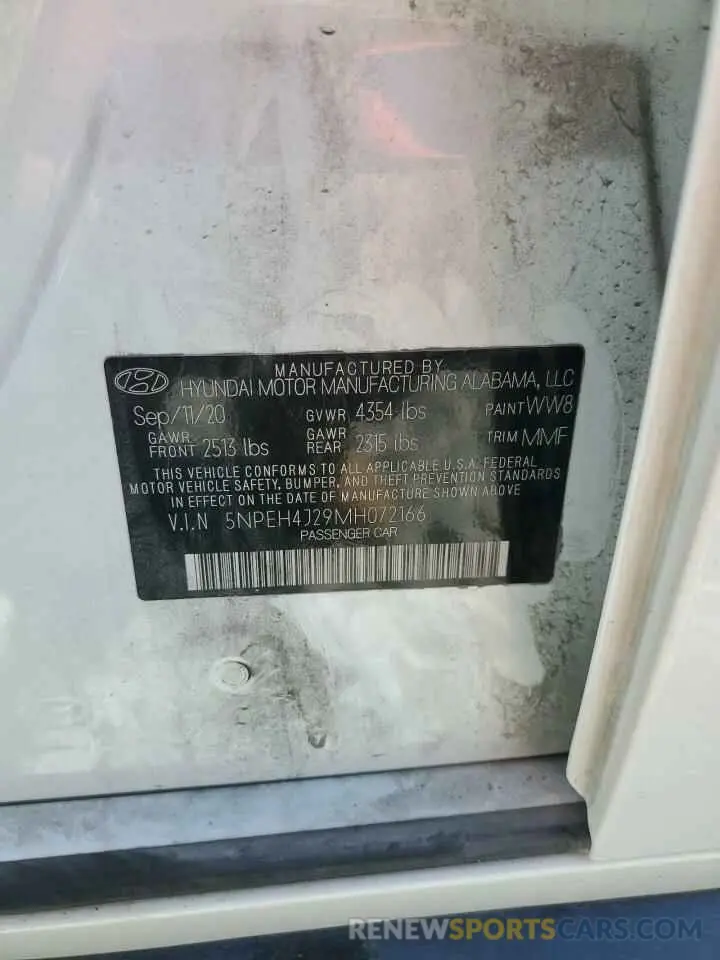 MANUFACTURED BY
HYUNDAI MOTOR MANUFACTURING ALABAMA, LLC
Sep/11/20 GVWR 4354 lbs PAINT WW8
GAWR FRONT 2513 lbs GAWR REAR 2315 lbs TRIM MMF
THIS VEHICLE CONFORMS TO ALL APPLICABLE U.S.A. FEDERAL
MOTOR VEHICLE SAFETY, BUMPER, AND THEFT PREVENTION STANDARDS
IN EFFECT ON THE DATE OF MANUFACTURE SHOWN ABOVE
V.I.N 5NPEH4J29MH072166
PASSENGER CAR
RENEWSPORTSCARS.COM